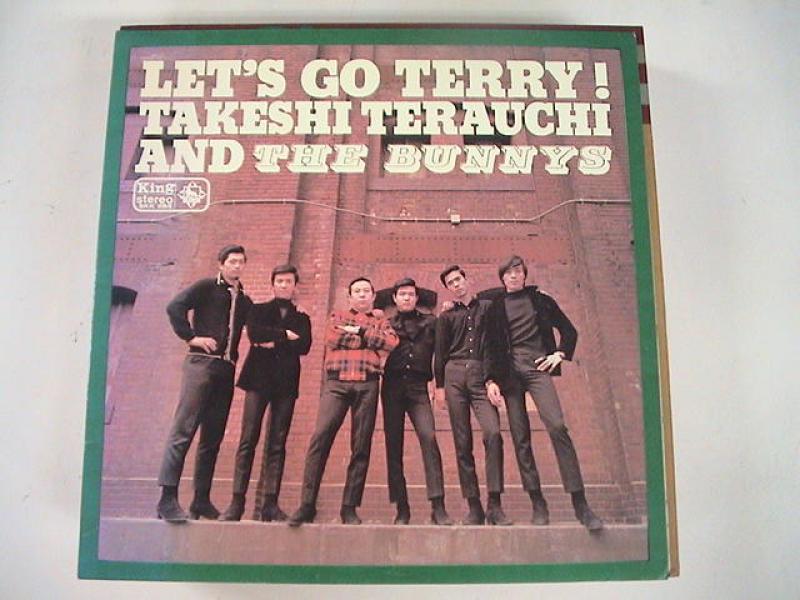 LET'S GO TERRY!
TAKESHI TERAUCHI
AND THE BUNNYS
King
stereo